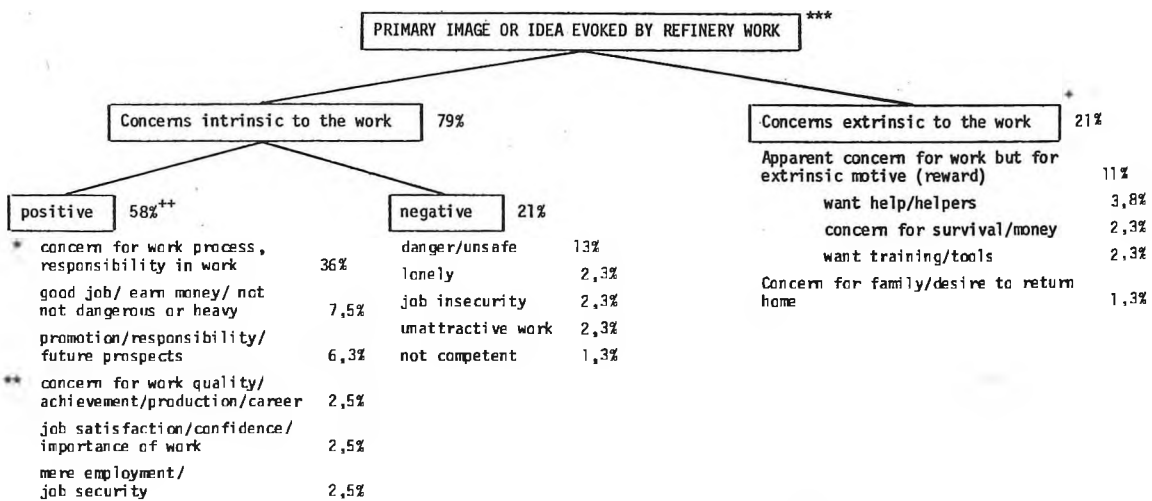 PRIMARY IMAGE OR IDEA EVOKED BY REFINERY WORK ***
Concerns intrinsic to the work 79%
positive 58%++
* concern for work process,
responsibility in work 36%
good job/ earn money/ not
not dangerous or heavy 7,5%
promotion/responsibility/
future prospects 6,3%
** concern for work quality/
achievement/production/career 2,5%
job satisfaction/confidence/
importance of work 2,5%
mere employment/
job security 2,5%
negative 21%
danger/unsafe 13%
lonely 2,3%
job insecurity 2,3%
unattractive work 2,3%
not competent 1,3%
+
Concerns extrinsic to the work 21%
Apparent concern for work but for
extrinsic motive (reward) 11%
want help/helpers 3,8%
concern for survival/money 2,3%
want training/tools 2,3%
Concern for family/desire to return
home 1,3%